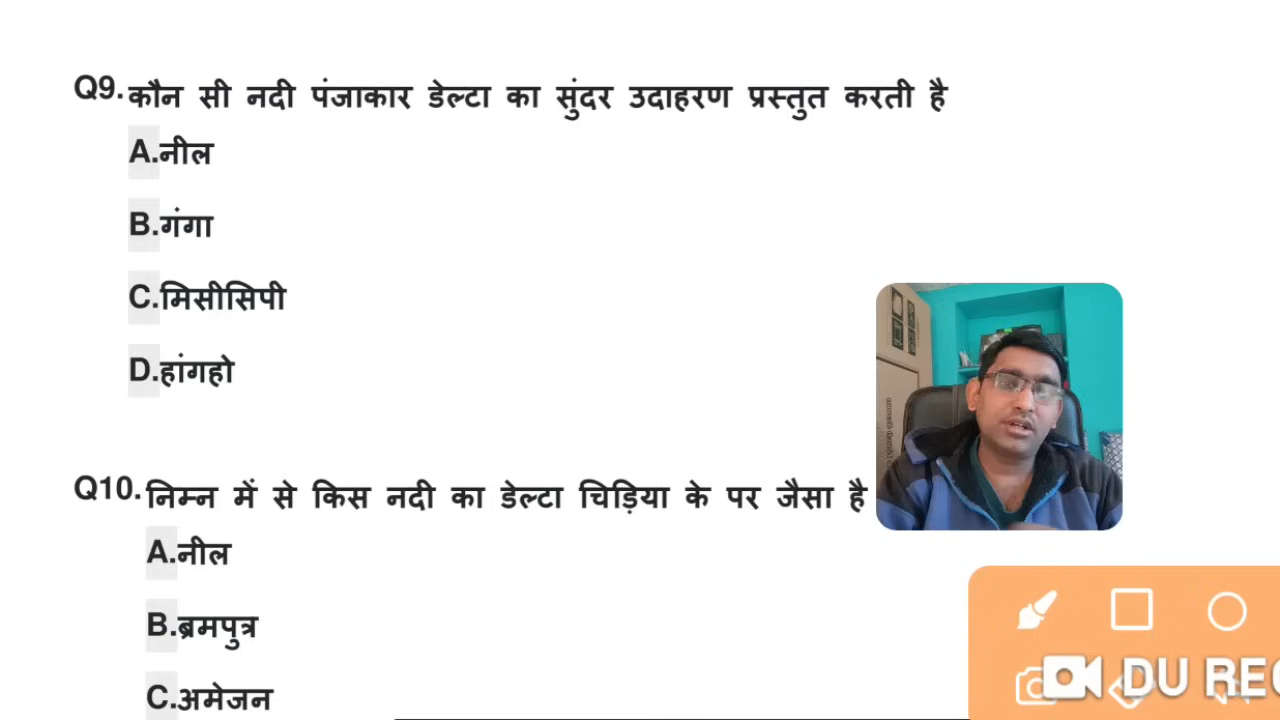 Q9. कौन सी नदी पंजाकार डेल्टा का सुंदर उदाहरण प्रस्तुत करती है
A.नील
B.गंगा
C.मिसीसिपी
D.हांगहो
Q10. निम्न में से किस नदी का डेल्टा चिड़िया के पर जैसा है
A.नील
B.ब्रमपुत्र
C.अमेजन
DU REC